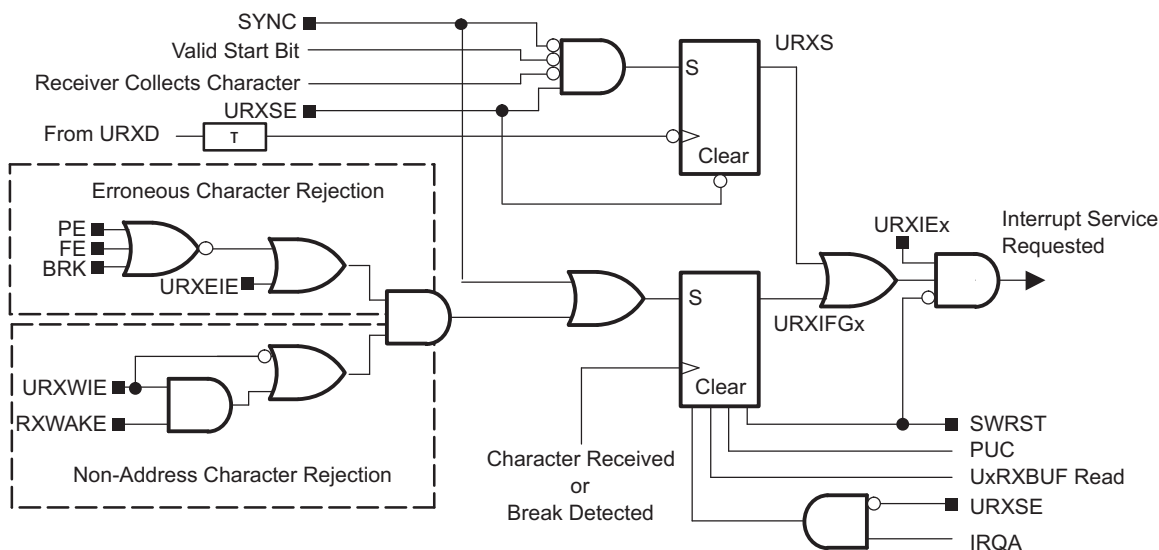 SYNC
Valid Start Bit
Receiver Collects Character
URXSE
From URXD
τ
S
URXS
Clear
Erroneous Character Rejection
PE
FE
BRK
URXEIE
URXIEx
Interrupt Service
Requested
S
URXIFGx
Clear
URXWIE
RXWAKE
Non-Address Character Rejection
Character Received
or
Break Detected
SWRST
PUC
UxRXBUF Read
URXSE
IRQA